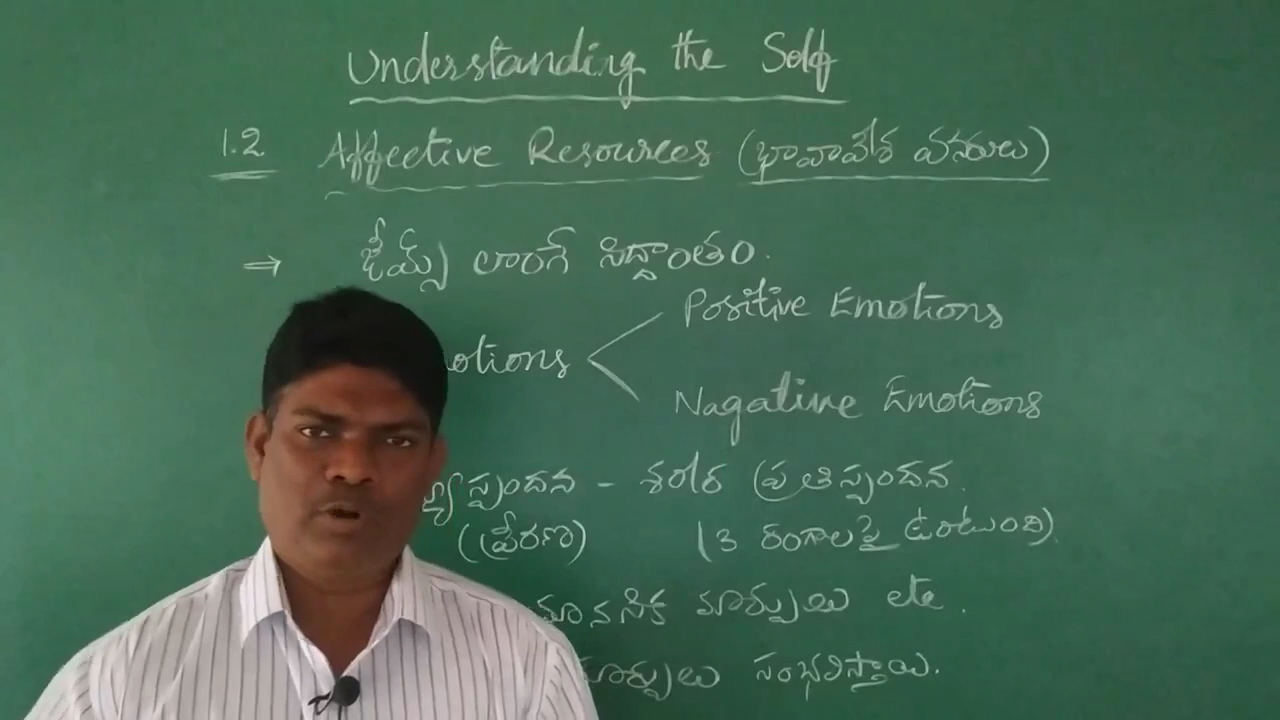 Understanding the Self
1.2 Affective Resources (భావావేశ వనరులు)
⇒ జేమ్స్ లాంగే సిద్ధాంతం.
Positive Emotions
otions
Nagative Emotions
స్పందన - శరీర ప్రతిస్పందన.
(ప్రేరణ) (3 రంగాలపై ఉంటుంది)
మానసిక మార్పులు etc.
మార్పులు సంభవిస్తాయి.